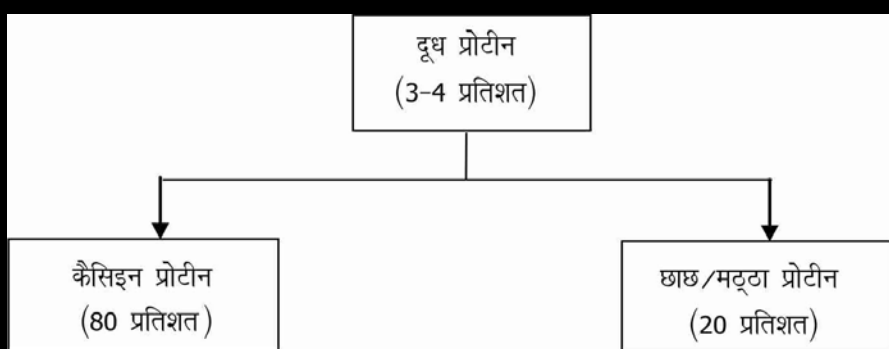 दूध प्रोटीन
(3-4 प्रतिशत)
कैसिइन प्रोटीन
(80 प्रतिशत)
छाछ/मठ्ठा प्रोटीन
(20 प्रतिशत)